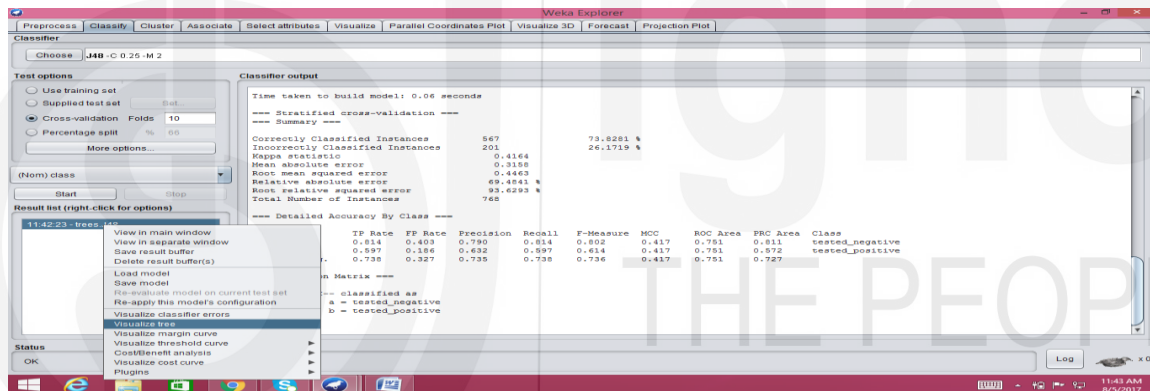 Weka Explorer
Preprocess Classify Cluster Associate Select attributes Visualize Parallel Coordinates Plot Visualize 3D Forecast Projection Plot
Classifier
Choose J48 -C 0.25 -M 2
Test options
Use training set
Supplied test set Set...
Cross-validation Folds 10
Percentage split % 66
More options...
(Nom) class
Start Stop
Result list (right-click for options)
11:42:23 - trees.J48
View in main window
View in separate window
Save result buffer
Delete result buffer(s)
Load model
Save model
Re-evaluate model on current test set
Re-apply this model's configuration
Visualize classifier errors
Visualize tree
Visualize margin curve
Visualize threshold curve
Cost/Benefit analysis
Visualize cost curve
Plugins
Classifier output
Time taken to build model: 0.06 seconds
=== Stratified cross-validation ===
=== Summary ===
Correctly Classified Instances 567 73.8281 %
Incorrectly Classified Instances 201 26.1719 %
Kappa statistic 0.4164
Mean absolute error 0.3158
Root mean squared error 0.4463
Relative absolute error 69.4841 %
Root relative squared error 93.6293 %
Total Number of Instances 768
=== Detailed Accuracy By Class ===
TP Rate FP Rate Precision Recall F-Measure MCC ROC Area PRC Area Class
0.814 0.403 0.790 0.814 0.802 0.417 0.751 0.811 tested_negative
0.597 0.186 0.632 0.597 0.614 0.417 0.751 0.572 tested_positive
0.738 0.327 0.735 0.738 0.736 0.417 0.751 0.727
n Matrix ===
<-- classified as
a = tested_negative
b = tested_positive
Status
OK
Log x 0
11:43 AM
8/5/2017
ignо
THE PEOP